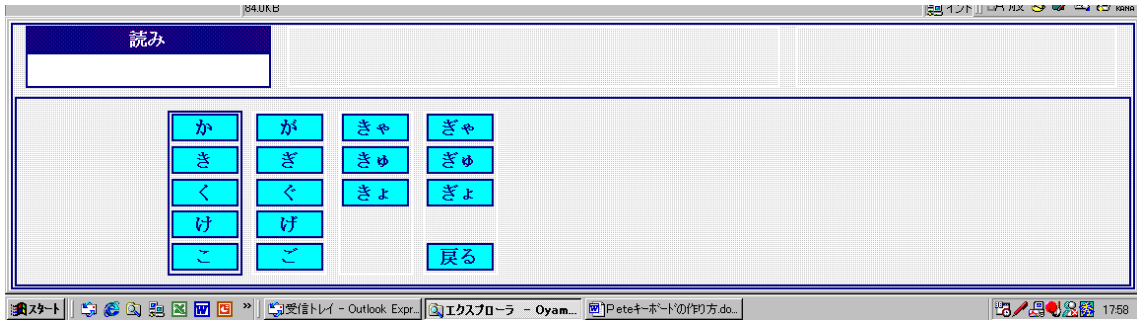 84.0KB
KANA
読み
か が きゃ ぎゃ
き ぎ きゅ ぎゅ
く ぐ きょ ぎょ
け げ
こ ご 戻る
スタート » 受信トレイ - Outlook Expr... エクスプローラ - Oyam... Peteキーボードの作り方.do... 17:58